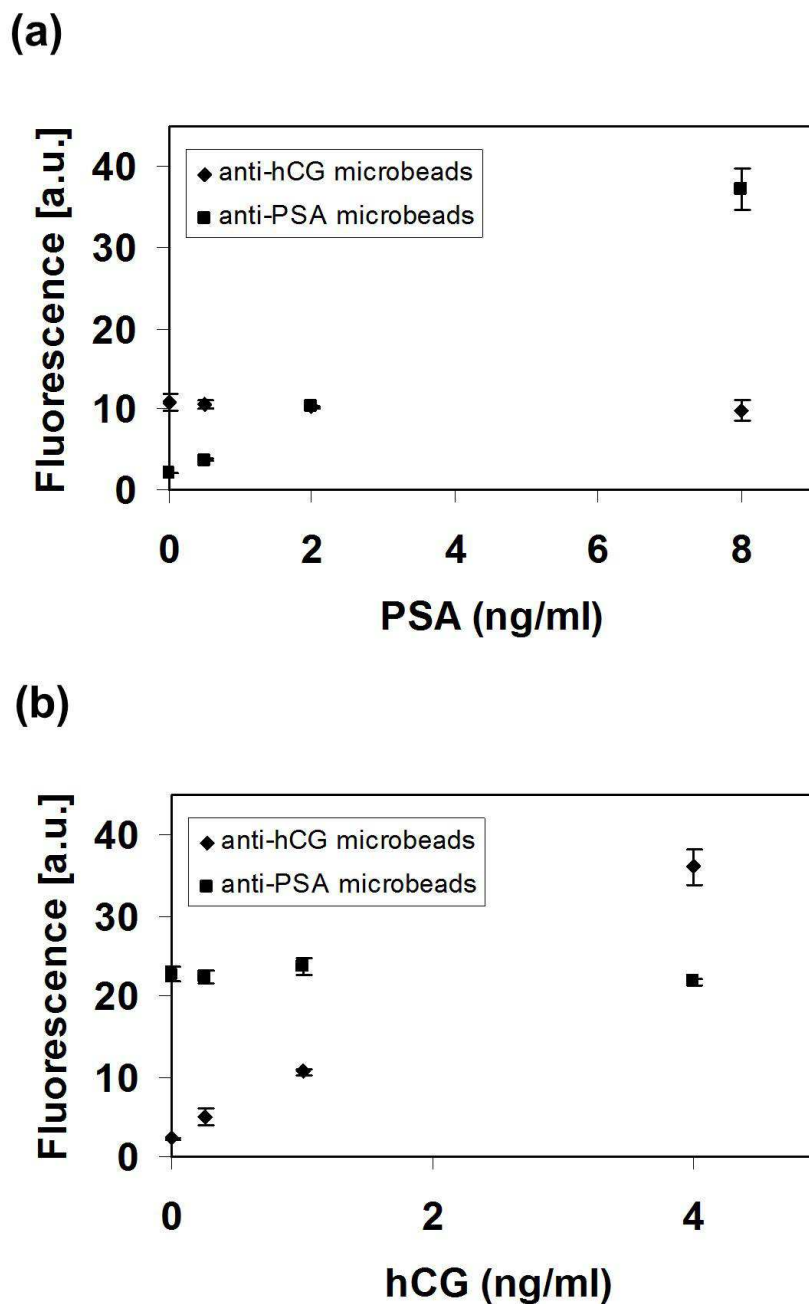 (a)
Fluorescence [a.u.]
40
30
20
10
0
anti-hCG microbeads
anti-PSA microbeads
0 2 4 6 8
PSA (ng/ml)
(b)
Fluorescence [a.u.]
40
30
20
10
0
anti-hCG microbeads
anti-PSA microbeads
0 2 4
hCG (ng/ml)